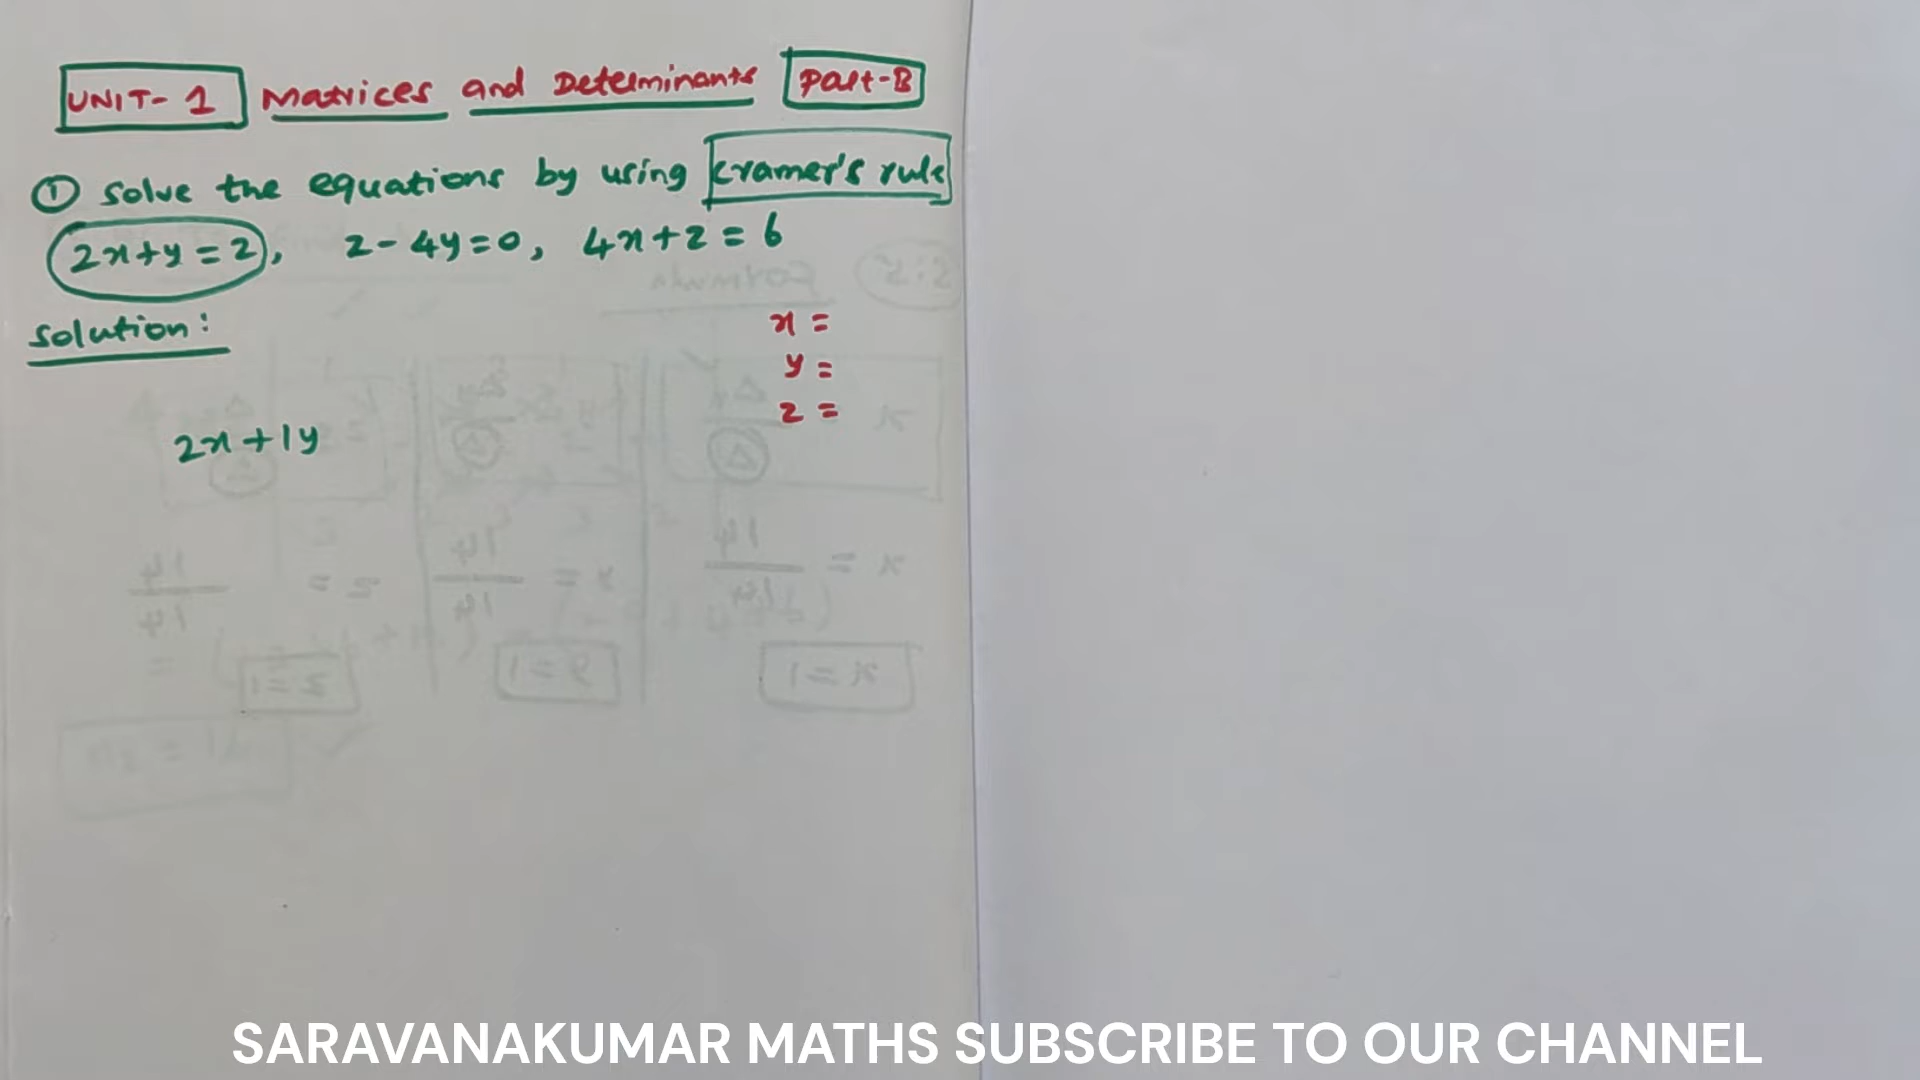 UNIT- 1 Matrices and Determinants Part-B
① Solve the equations by using Cramer's rule
2x+y=2, z-4y=0, 4x+z=6
Solution:
x =
y =
z =
2x+1y
SARAVANAKUMAR MATHS SUBSCRIBE TO OUR CHANNEL